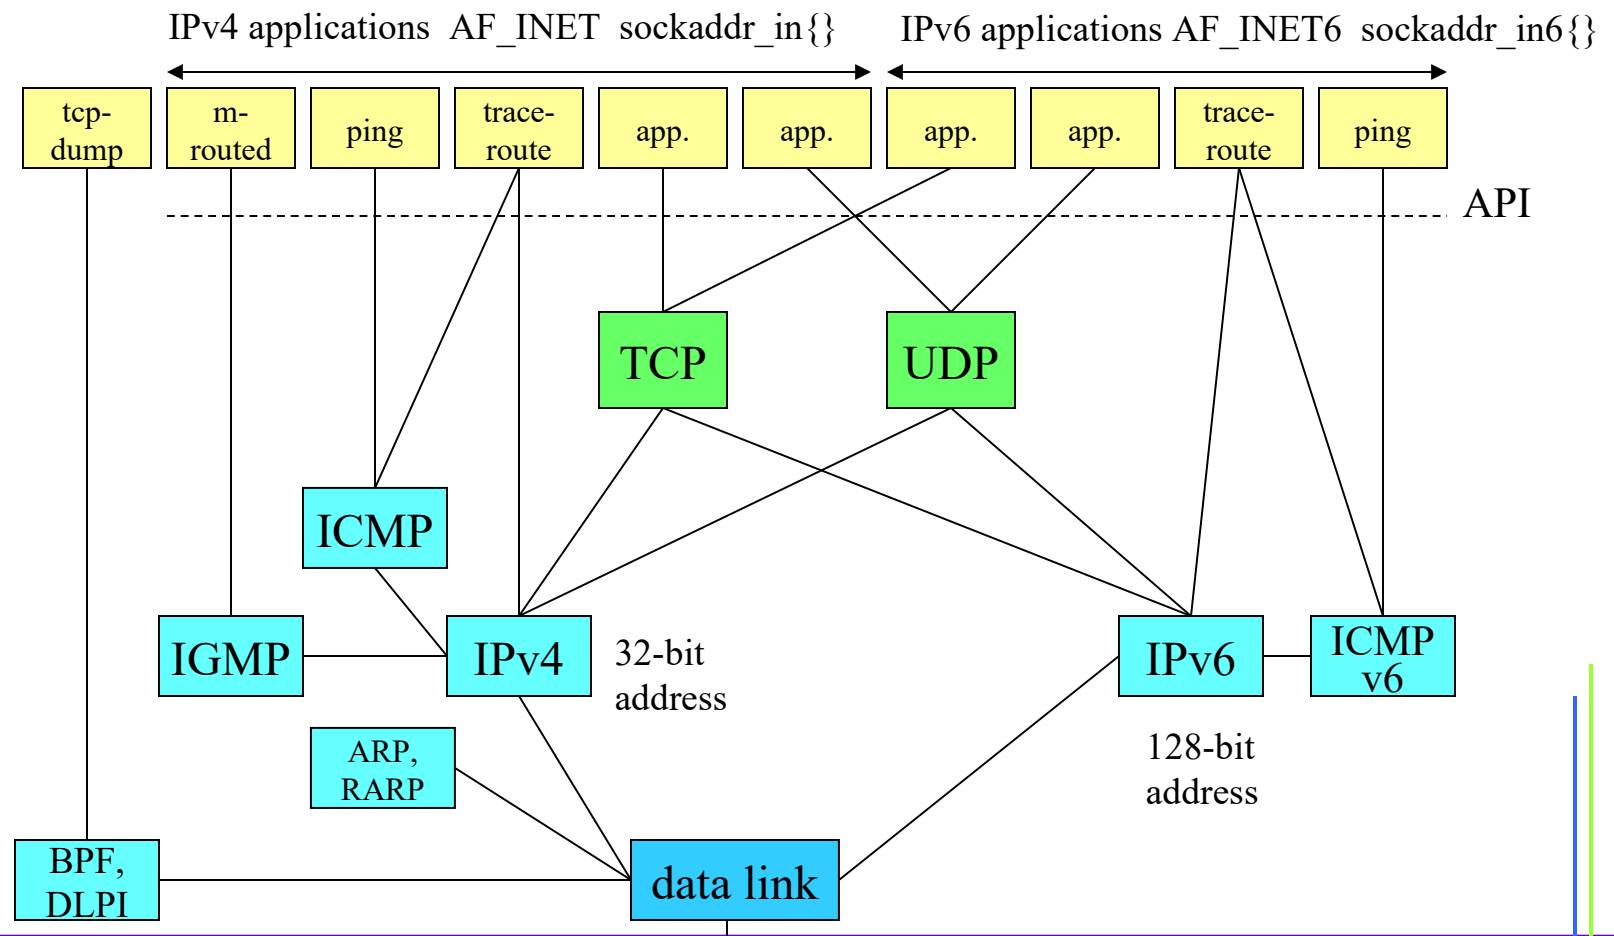 IPv4 applications  AF_INET  sockaddr_in{}
IPv6 applications AF_INET6  sockaddr_in6{}
tcp-
dump
m-
routed
ping
trace-
route
app.
app.
app.
app.
trace-
route
ping
API
TCP
UDP
ICMP
IGMP
IPv4
32-bit
address
IPv6
ICMP
v6
128-bit
address
ARP,
RARP
BPF,
DLPI
data link